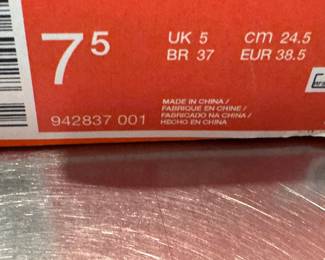 7⁵
UK 5 cm 24.5
BR 37 EUR 38.5
942837 001
MADE IN CHINA /
FABRIQUE EN CHINE /
FABRICADO NA CHINA /
HECHO EN CHINA